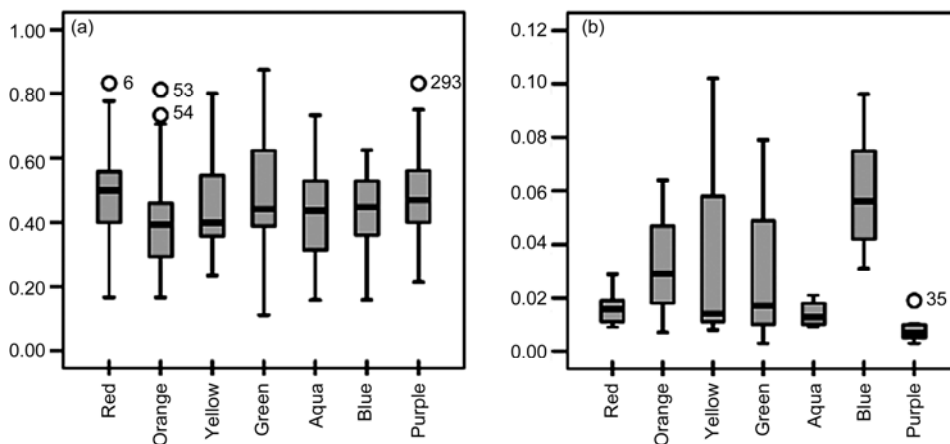 (a)
1.00
0.80
0.60
0.40
0.20
0.00
6
53
54
293
Red
Orange
Yellow
Green
Aqua
Blue
Purple
(b)
0.12
0.10
0.08
0.06
0.04
0.02
0.00
35
Red
Orange
Yellow
Green
Aqua
Blue
Purple